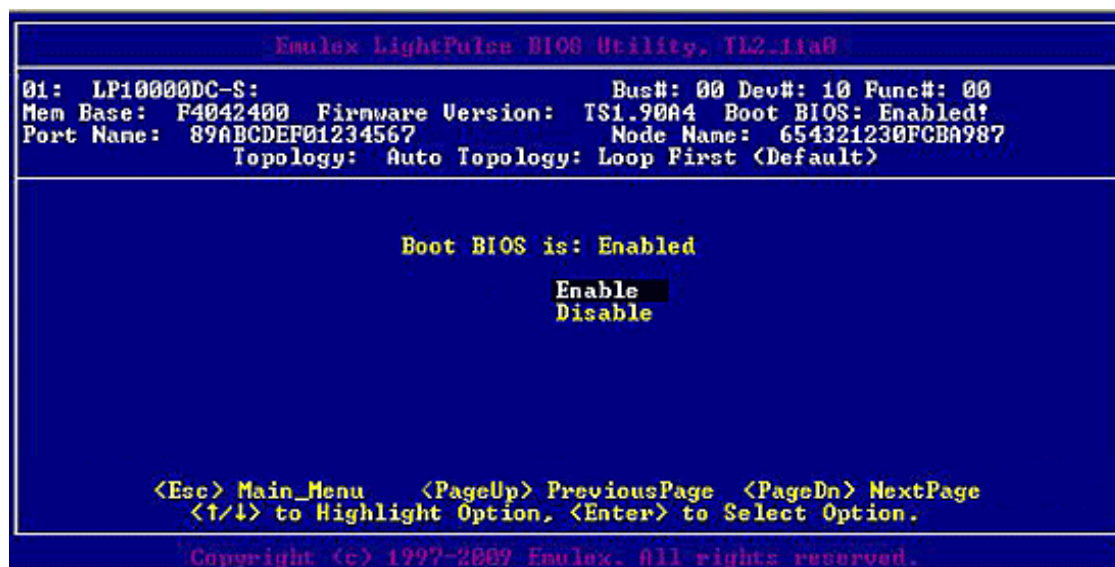 Emulex LightPulse BIOS Utility, TL2.11a0
01: LP10000DC-S: Bus#: 00 Dev#: 10 Func#: 00
Mem Base: F4042400 Firmware Version: TS1.90A4 Boot BIOS: Enabled!
Port Name: 89ABCDEF01234567 Node Name: 654321230FCBA987
Topology: Auto Topology: Loop First (Default)
Boot BIOS is: Enabled
Enable
Disable
<Esc> Main_Menu <PageUp> PreviousPage <PageDn> NextPage
<↑/↓> to Highlight Option, <Enter> to Select Option.
Copyright (c) 1997-2009 Emulex. All rights reserved.